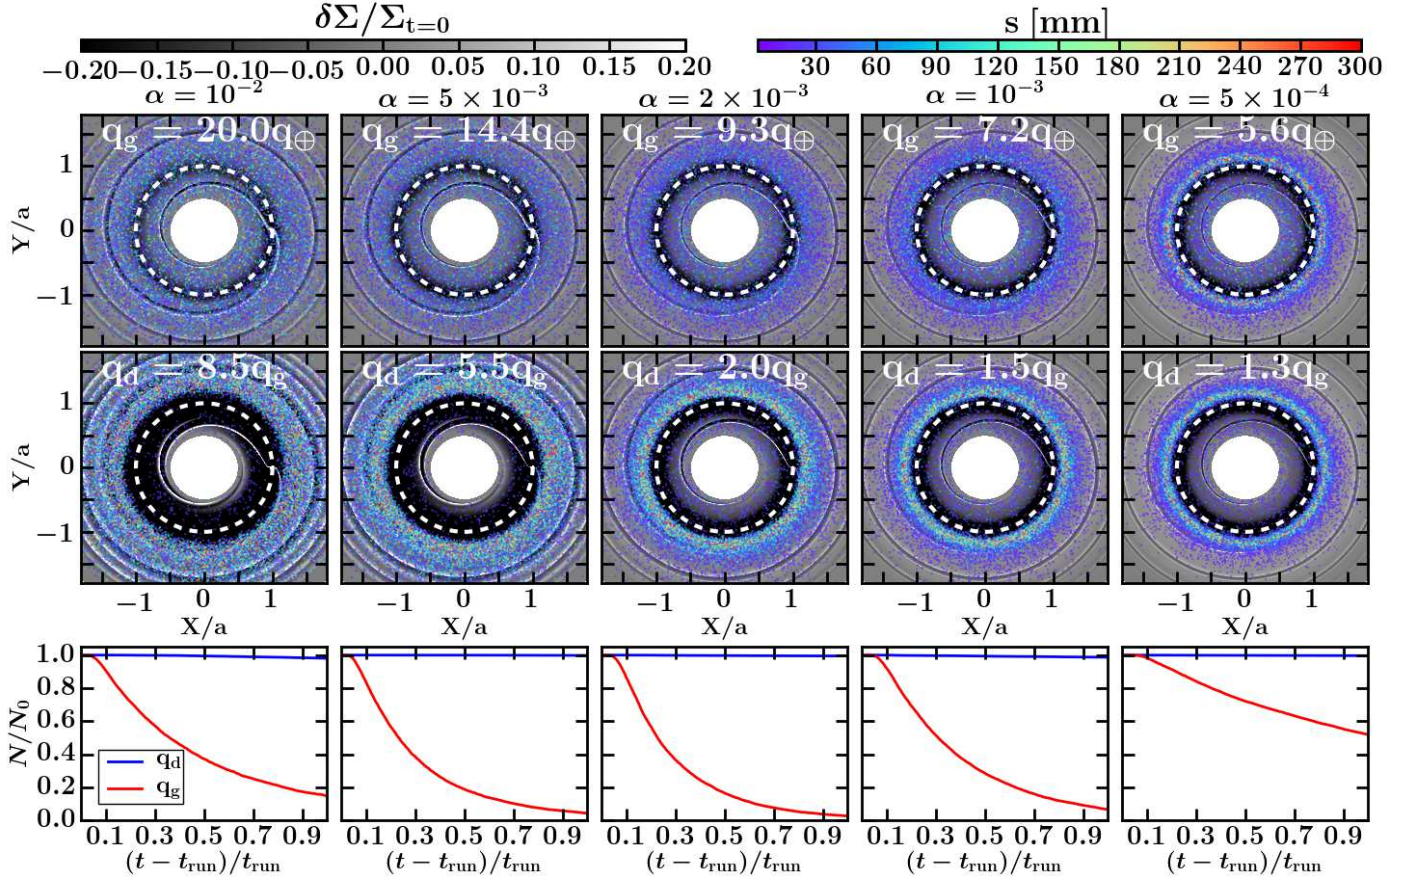 δΣ/Σt=0 s [mm]
−0.20 −0.15 −0.10 −0.05 0.00 0.05 0.10 0.15 0.20 30 60 90 120 150 180 210 240 270 300
α = 10−2 α = 5 × 10−3 α = 2 × 10−3 α = 10−3 α = 5 × 10−4
qg = 20.0q⊕ qg = 14.4q⊕ qg = 9.3q⊕ qg = 7.2q⊕ qg = 5.6q⊕
1
Y/a 0
−1
qd = 8.5qg qd = 5.5qg qd = 2.0qg qd = 1.5qg qd = 1.3qg
1
Y/a 0
−1
−1 0 1 −1 0 1 −1 0 1 −1 0 1 −1 0 1
X/a X/a X/a X/a X/a
1.0
0.8
N/N0 0.6
0.4
0.2
0.0
qd
qg
0.1 0.3 0.5 0.7 0.9 0.1 0.3 0.5 0.7 0.9 0.1 0.3 0.5 0.7 0.9 0.1 0.3 0.5 0.7 0.9 0.1 0.3 0.5 0.7 0.9
(t − trun)/trun (t − trun)/trun (t − trun)/trun (t − trun)/trun (t − trun)/trun